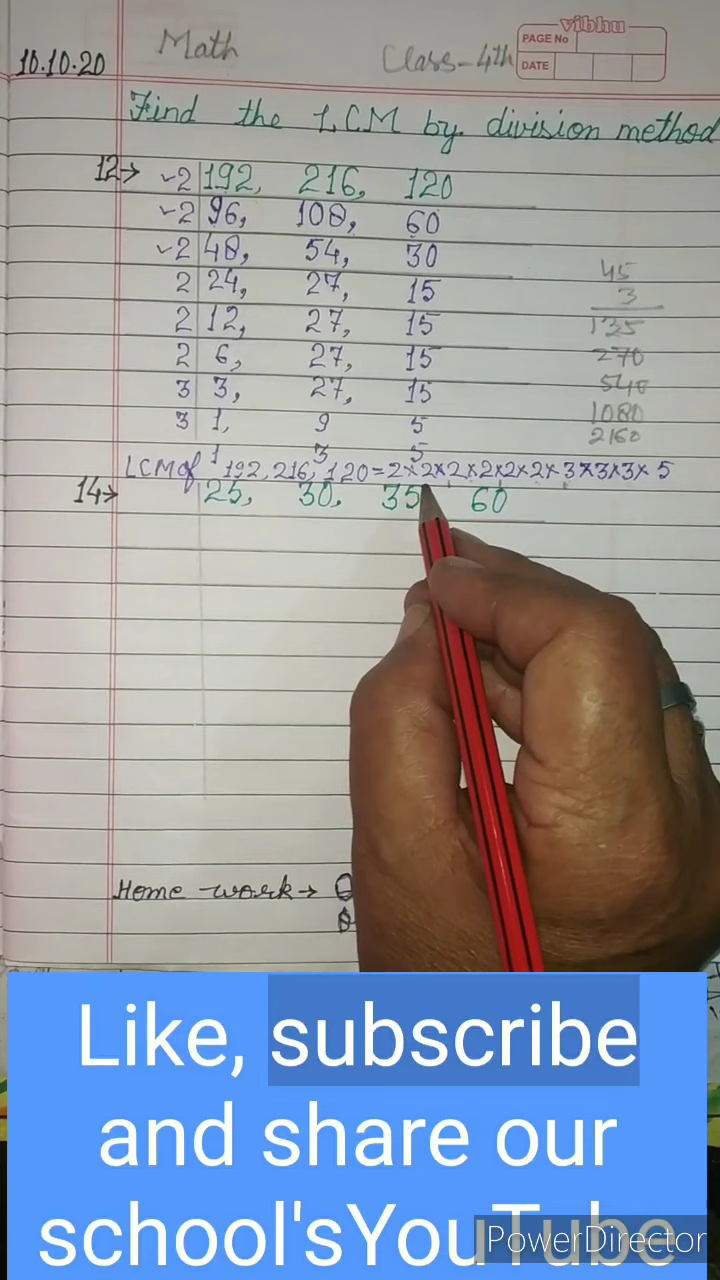 vibhu
PAGE No
DATE
10.10.20
Math
Class-4th
Find the L.C.M by division method
12→ ✓2 192, 216, 120
✓2 96, 108, 60
✓2 48, 54, 30
2 24, 27, 15
2 12, 27, 15
2 6, 27, 15
3 3, 27, 15
3 1, 9 5
1 3 5
LCM of 192, 216, 120 = 2×2×2×2×2×2×3×3×3×5
45
3
135
270
540
1080
2160
14→ 25, 30, 35 60
Home work →
Like, subscribe
and share our
school'sYouTube
PowerDirector